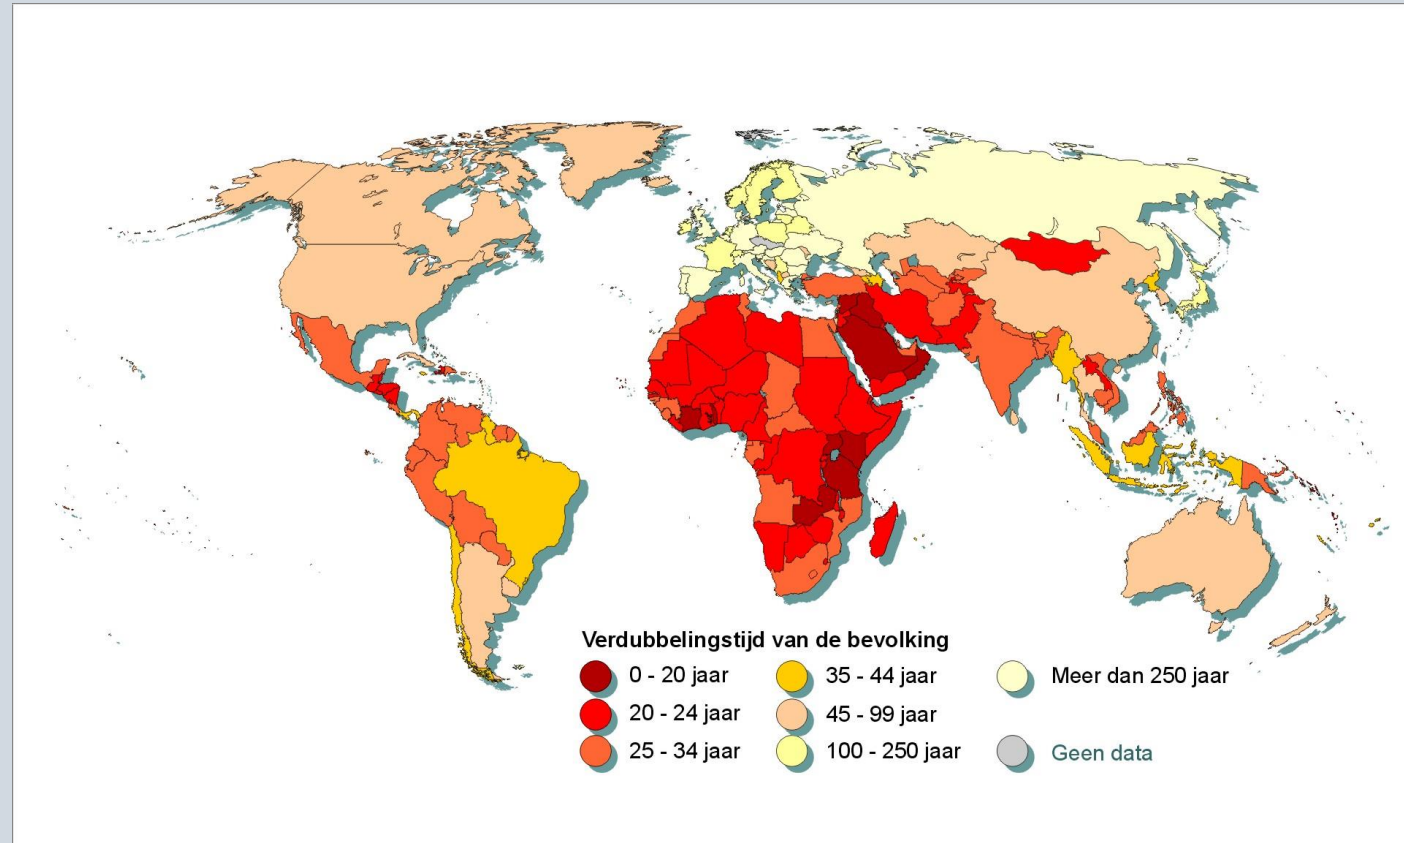 Verdubbelingstijd van de bevolking
0 - 20 jaar
20 - 24 jaar
25 - 34 jaar
35 - 44 jaar
45 - 99 jaar
100 - 250 jaar
Meer dan 250 jaar
Geen data